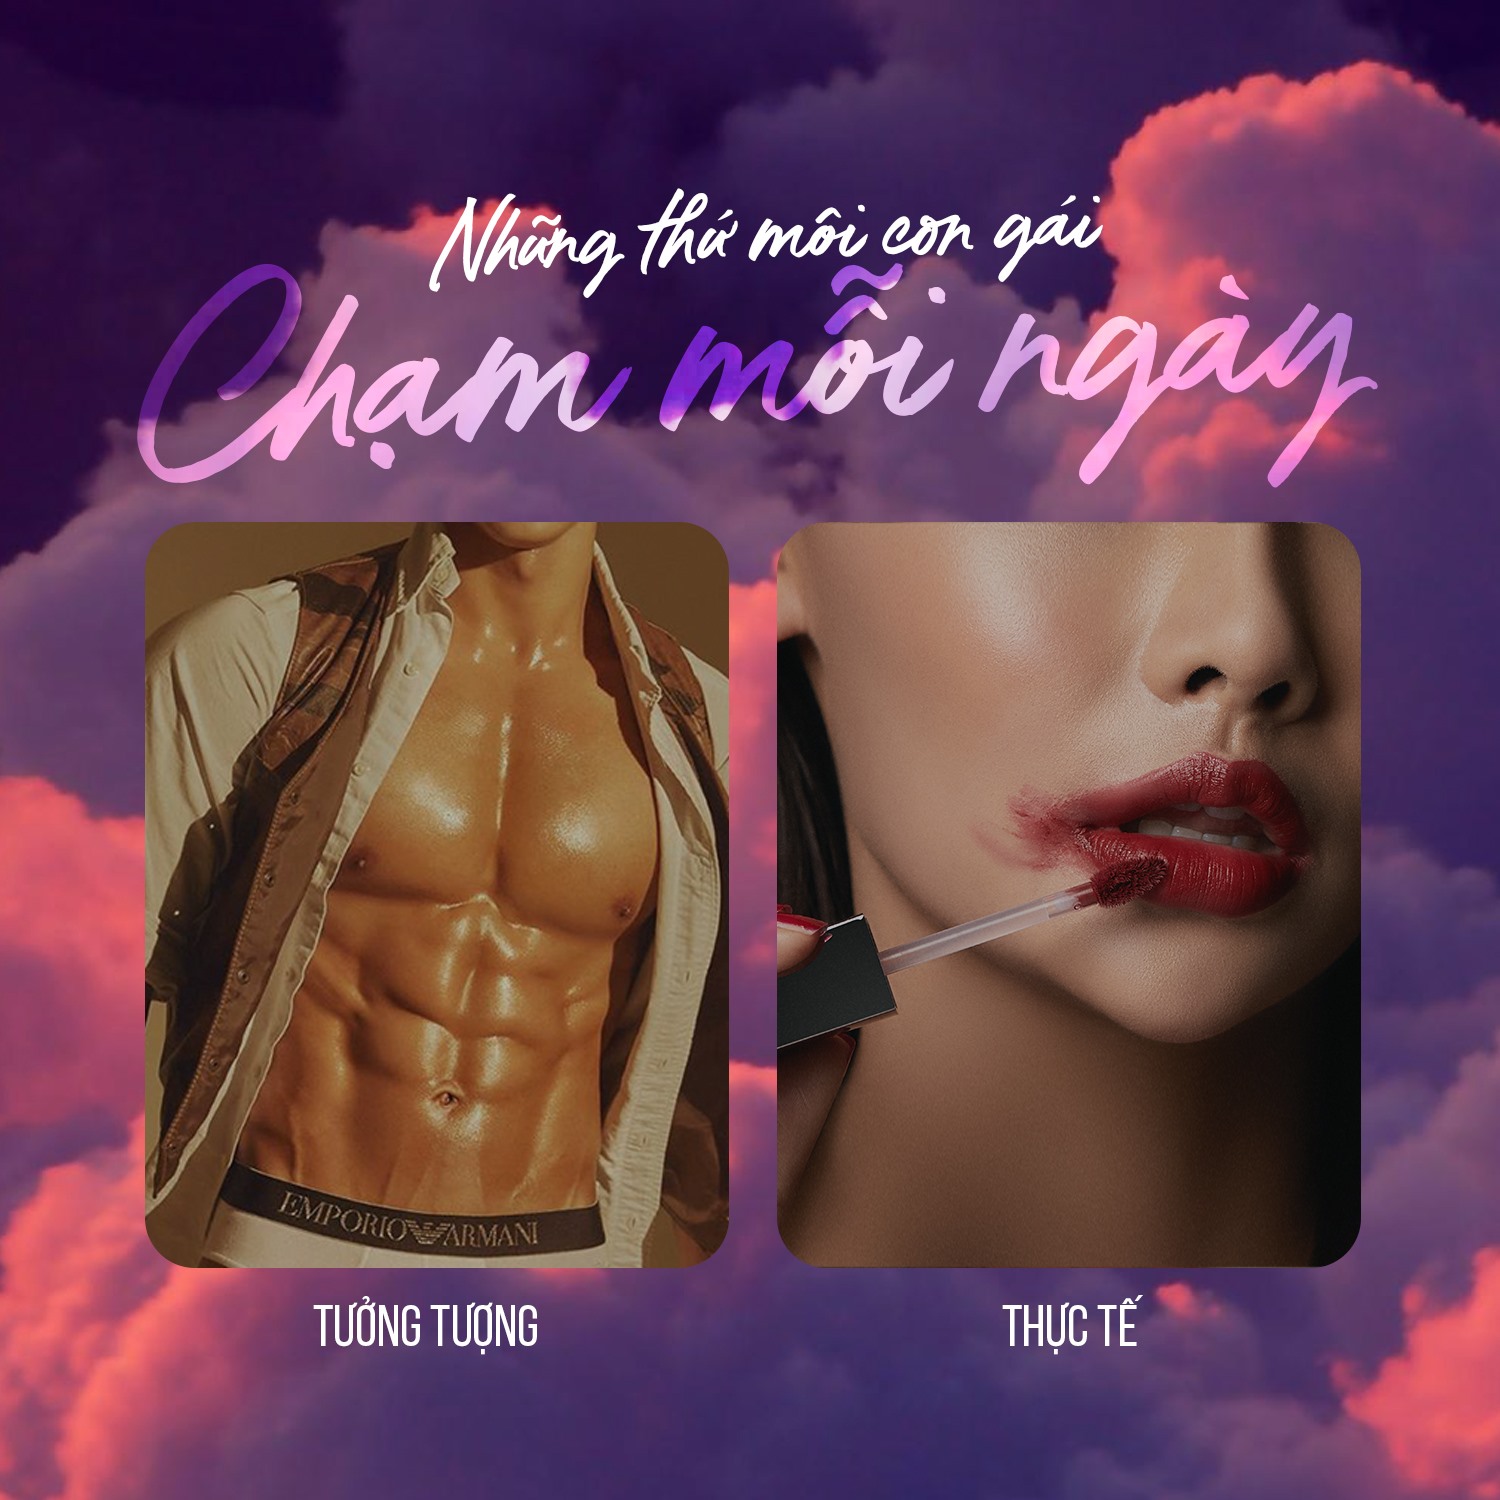 Những thứ môi con gái
Chạm mỗi ngày
EMPORIO ARMANI
TƯỞNG TƯỢNG
THỰC TẾ